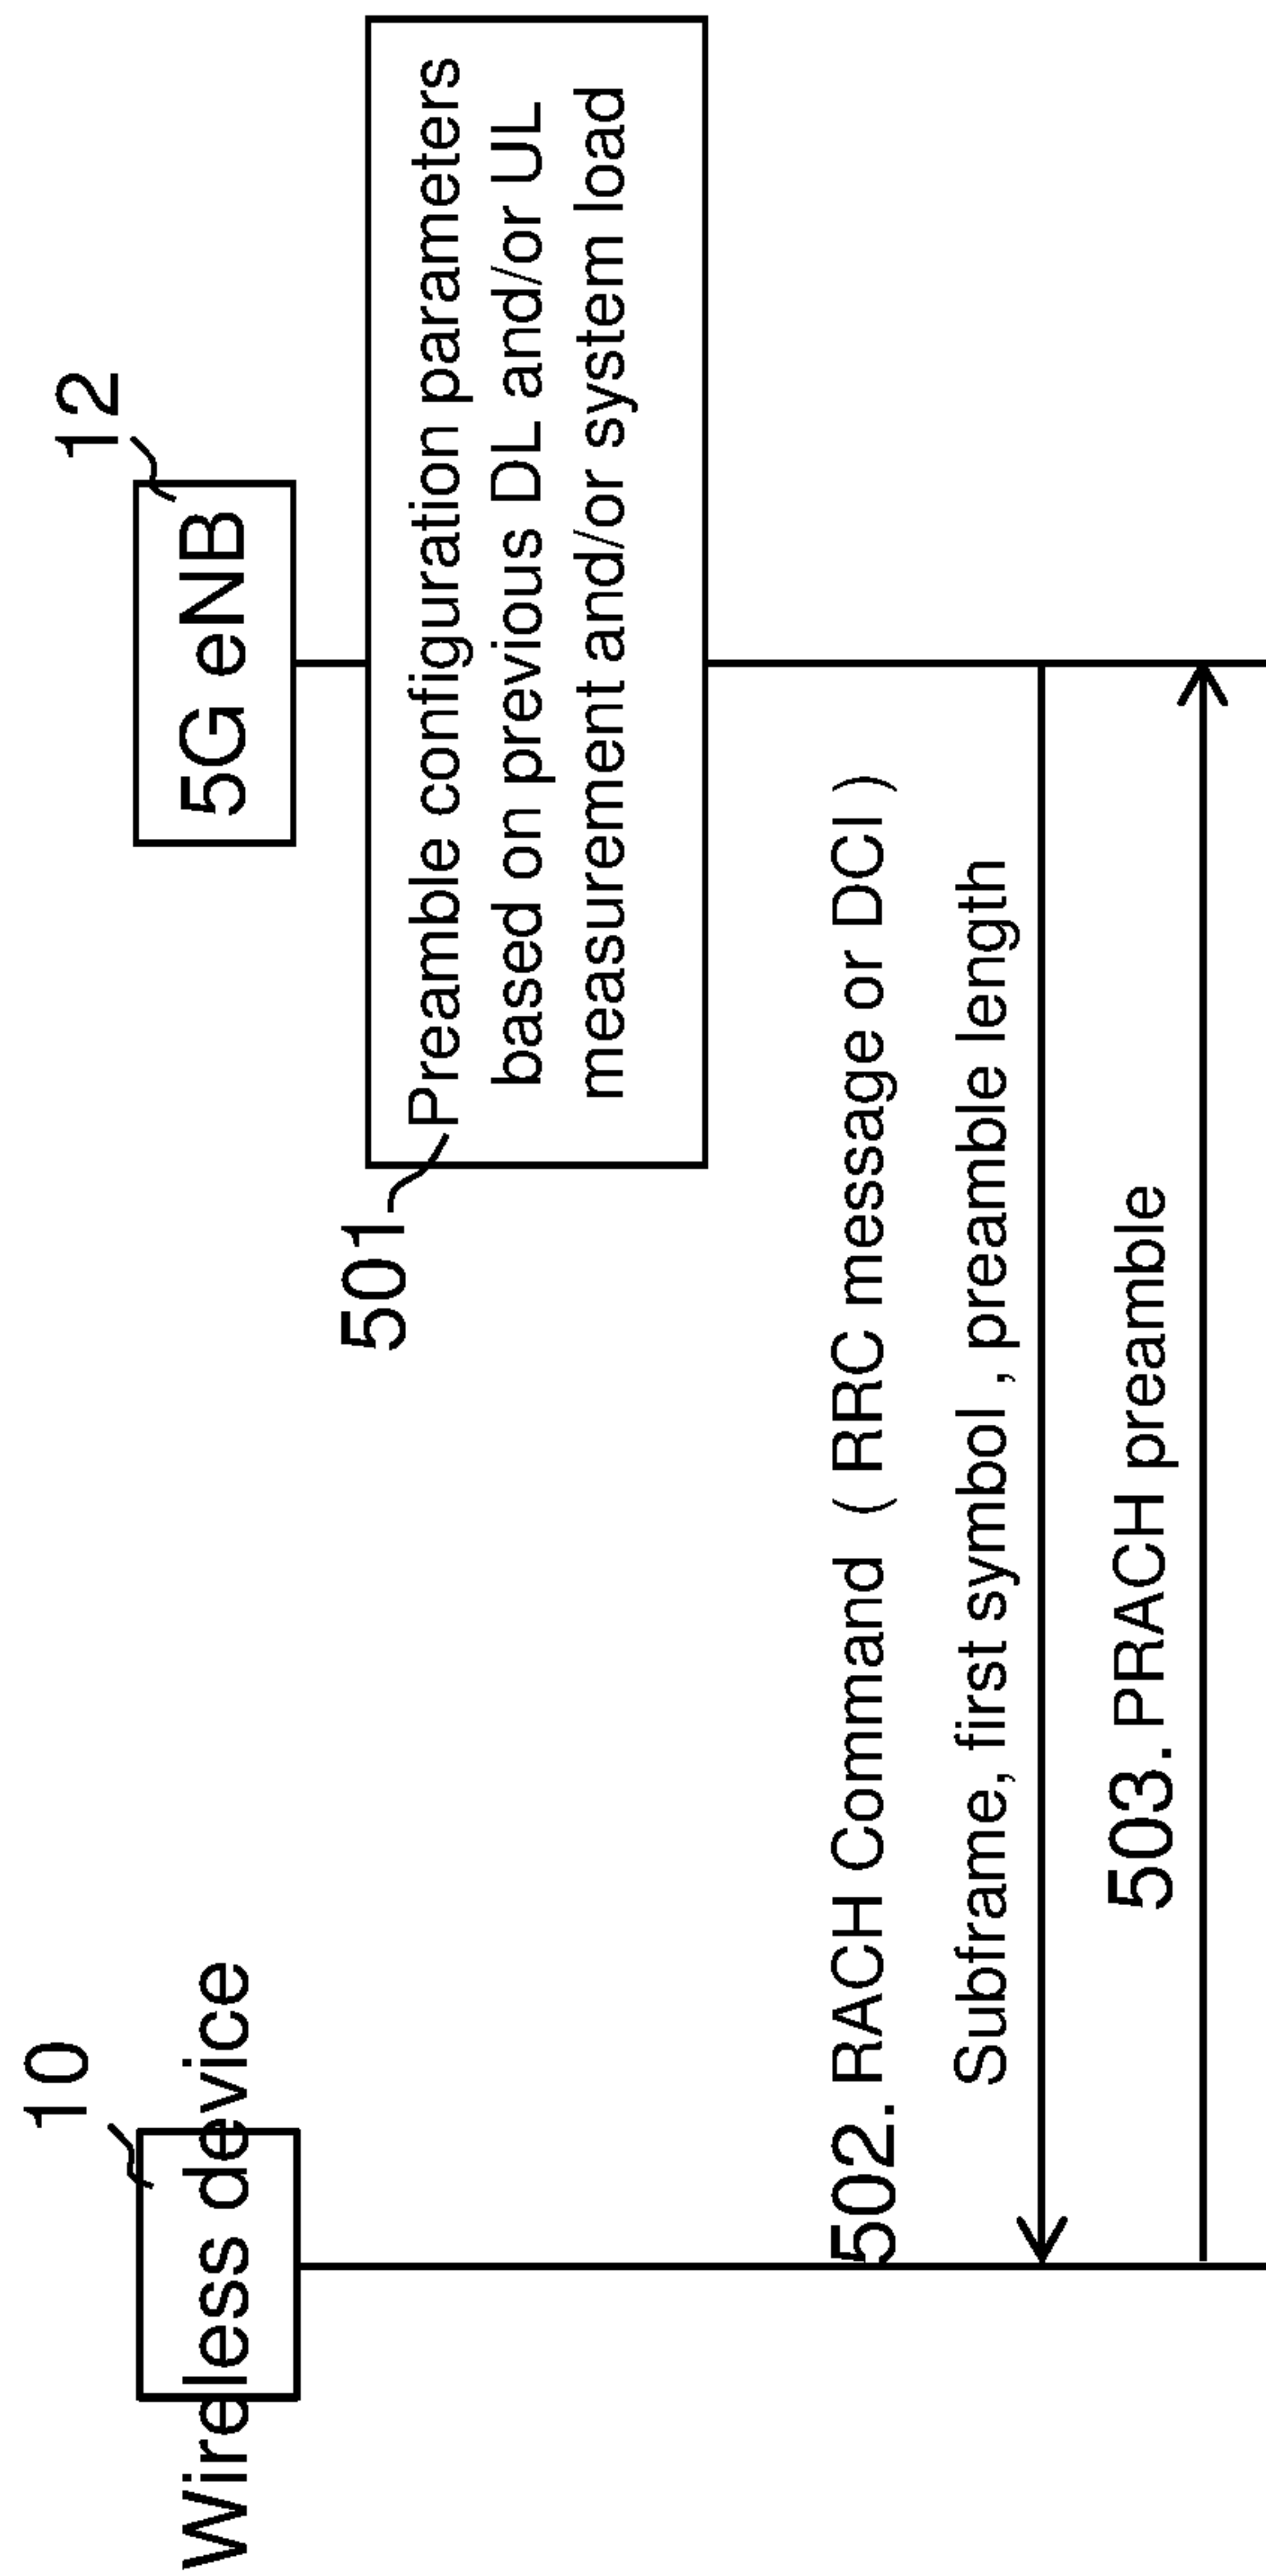 10
Wireless device
12
5G eNB
501
Preamble configuration parameters
based on previous DL and/or UL
measurement and/or system load
502. RACH Command ( RRC message or DCI )
Subframe, first symbol , preamble length
503. PRACH preamble